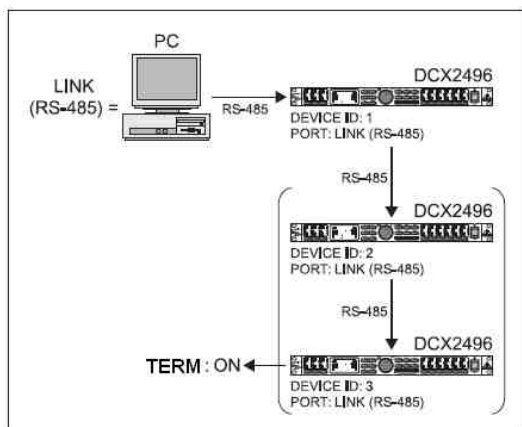 PC
LINK
(RS-485) =
RS-485
DCX2496
DEVICE ID: 1
PORT: LINK (RS-485)
RS-485
DCX2496
DEVICE ID: 2
PORT: LINK (RS-485)
RS-485
DCX2496
TERM : ON
DEVICE ID: 3
PORT: LINK (RS-485)